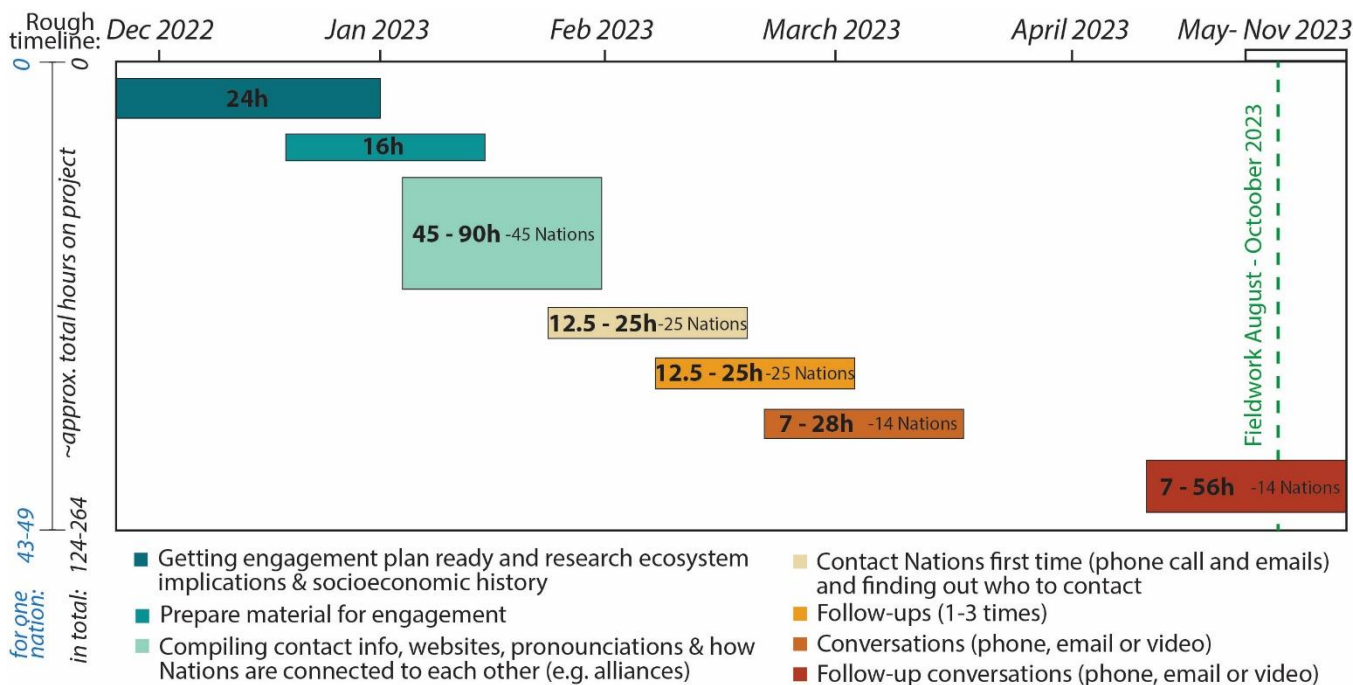 Rough
timeline:
Dec 2022
Jan 2023
Feb 2023
March 2023
April 2023
May- Nov 2023
0
0
~approx. total hours on project
24h
16h
45 - 90h -45 Nations
12.5 - 25h -25 Nations
12.5 - 25h -25 Nations
7 - 28h -14 Nations
7 - 56h -14 Nations
Fieldwork August - Octoober 2023
43-49
124-264
for one
nation:
in total:
Getting engagement plan ready and research ecosystem
implications & socioeconomic history
Prepare material for engagement
Compiling contact info, websites, pronounciations & how
Nations are connected to each other (e.g. alliances)
Contact Nations first time (phone call and emails)
and finding out who to contact
Follow-ups (1-3 times)
Conversations (phone, email or video)
Follow-up conversations (phone, email or video)